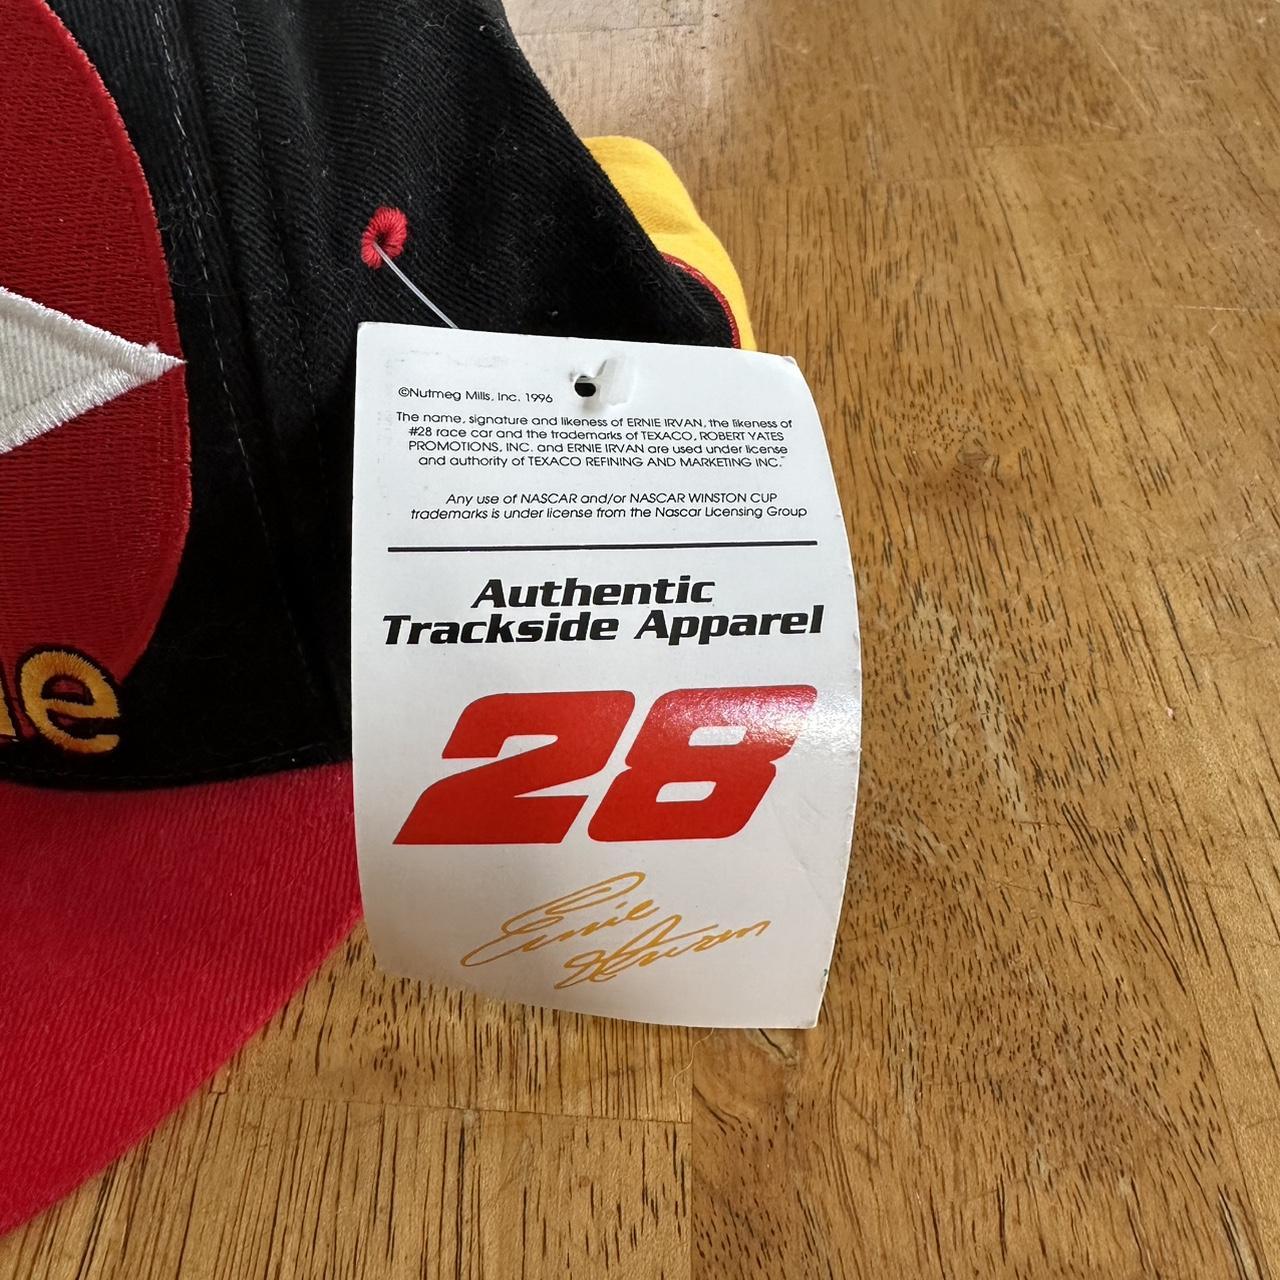 ©Nutmeg Mills, Inc. 1996
The name, signature and likeness of ERNIE IRVAN, the likeness of
#28 race car and the trademarks of TEXACO, ROBERT YATES
PROMOTIONS, INC. and ERNIE IRVAN are used under license
and authority of TEXACO REFINING AND MARKETING INC.
Any use of NASCAR and/or NASCAR WINSTON CUP
trademarks is under license from the Nascar Licensing Group
Authentic
Trackside Apparel
28
Ernie
Irvan